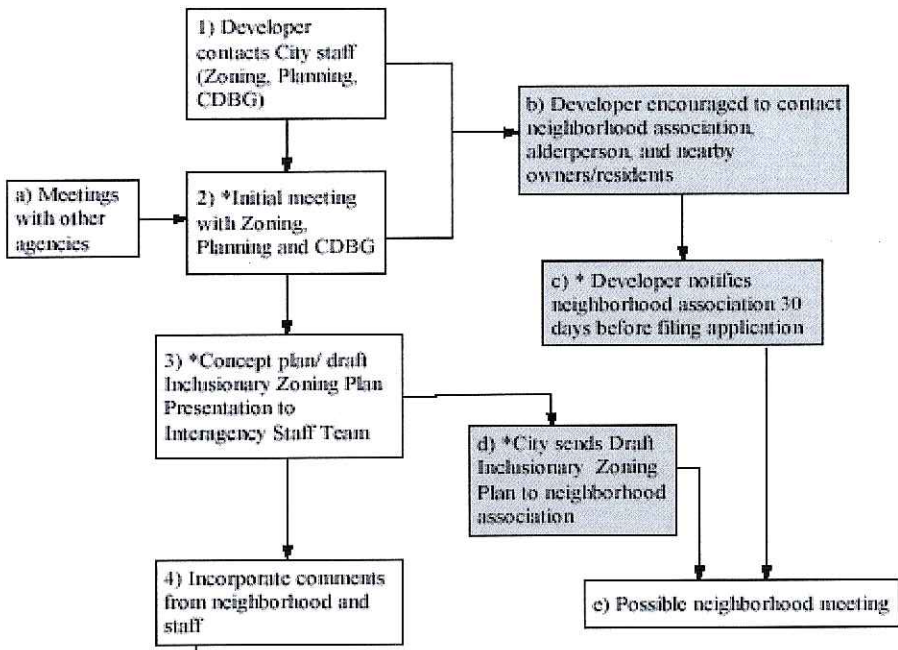 1) Developer
contacts City staff
(Zoning, Planning,
CDBG)
b) Developer encouraged to contact
neighborhood association,
alderperson, and nearby
owners/residents
a) Meetings
with other
agencies
2) *Initial meeting
with Zoning,
Planning and CDBG
c) * Developer notifies
neighborhood association 30
days before filing application
3) *Concept plan/ draft
Inclusionary Zoning Plan
Presentation to
Interagency Staff Team
d) *City sends Draft
Inclusionary Zoning
Plan to neighborhood
association
4) Incorporate comments
from neighborhood and
staff
e) Possible neighborhood meeting